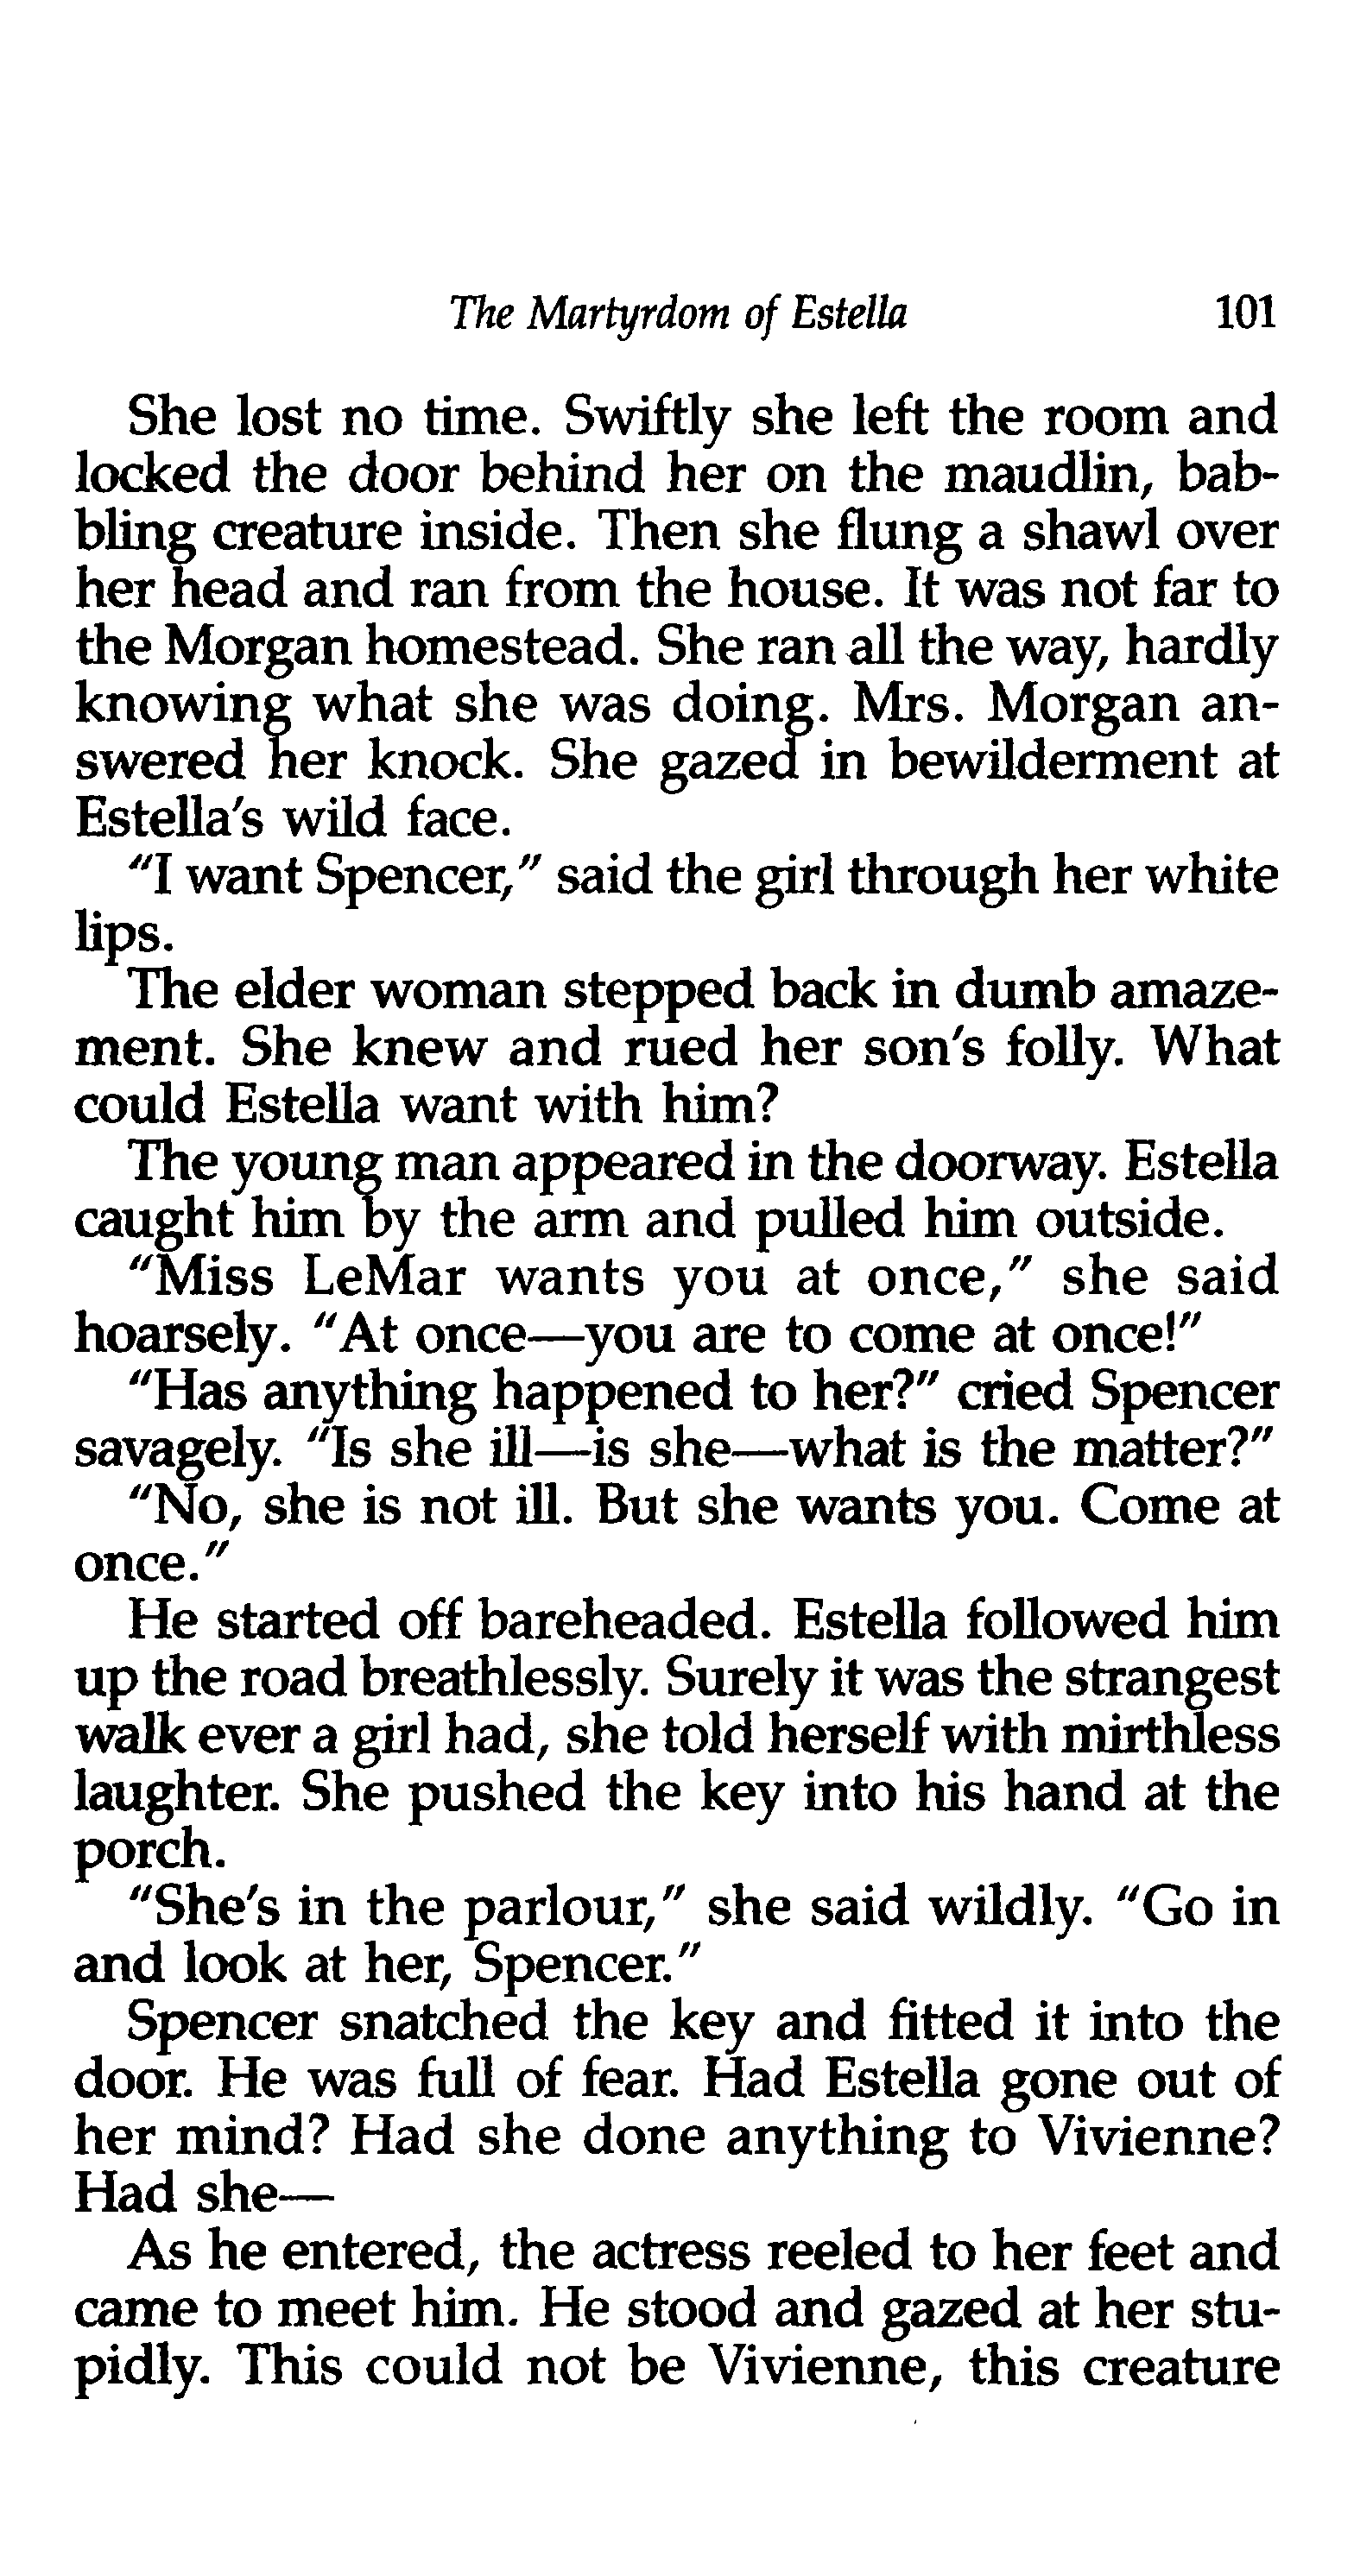 The Martyrdom of Estella 101
She lost no time. Swiftly she left the room and
locked the door behind her on the maudlin, bab-
bling creature inside. Then she flung a shawl over
her head and ran from the house. It was not far to
the Morgan homestead. She ran all the way, hardly
knowing what she was doing. Mrs. Morgan an-
swered her knock. She gazed in bewilderment at
Estella's wild face.
"I want Spencer," said the girl through her white
lips.
The elder woman stepped back in dumb amaze-
ment. She knew and rued her son's folly. What
could Estella want with him?
The young man appeared in the doorway. Estella
caught him by the arm and pulled him outside.
"Miss LeMar wants you at once," she said
hoarsely. "At once—you are to come at once!"
"Has anything happened to her?" cried Spencer
savagely. "Is she ill—is she—what is the matter?"
"No, she is not ill. But she wants you. Come at
once."
He started off bareheaded. Estella followed him
up the road breathlessly. Surely it was the strangest
walk ever a girl had, she told herself with mirthless
laughter. She pushed the key into his hand at the
porch.
"She's in the parlour," she said wildly. "Go in
and look at her, Spencer."
Spencer snatched the key and fitted it into the
door. He was full of fear. Had Estella gone out of
her mind? Had she done anything to Vivienne?
Had she—
As he entered, the actress reeled to her feet and
came to meet him. He stood and gazed at her stu-
pidly. This could not be Vivienne, this creature